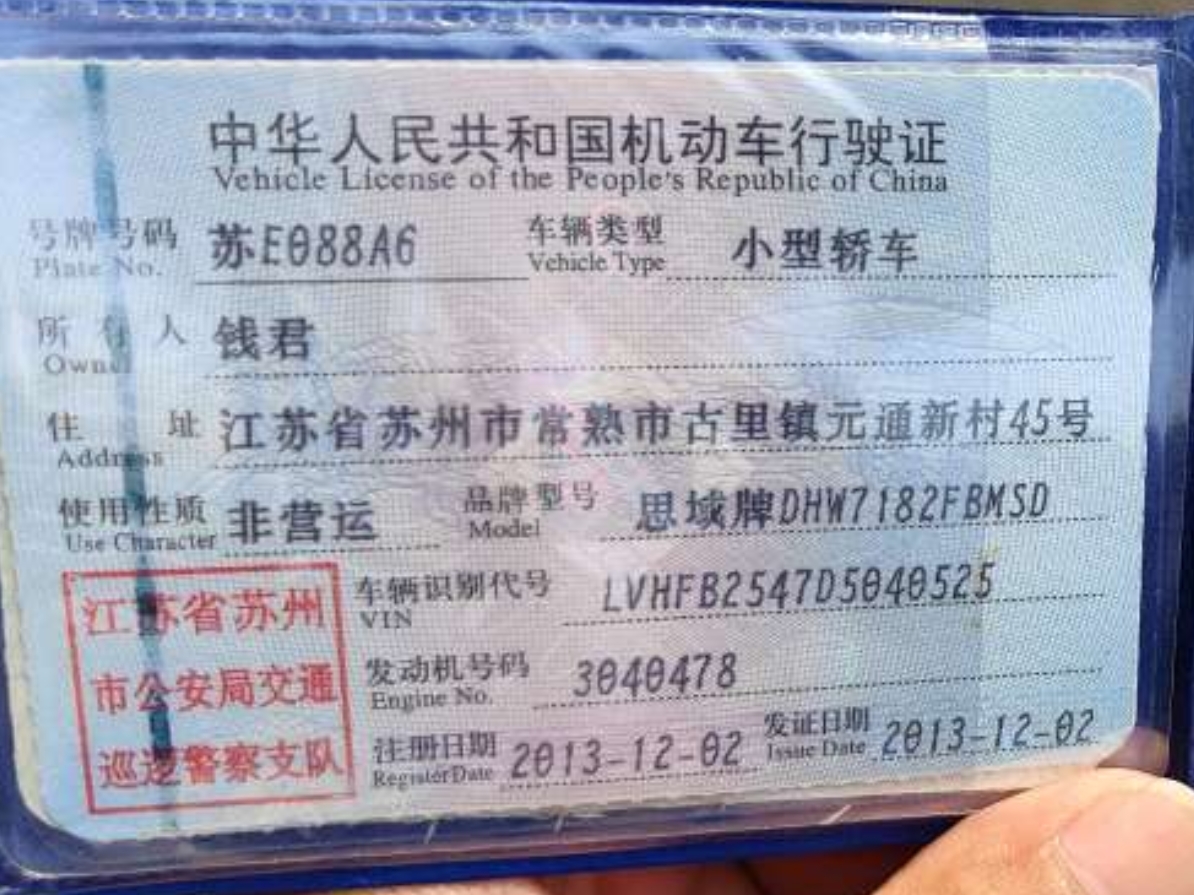 中华人民共和国机动车行驶证
Vehicle License of the People's Republic of China
号牌号码 苏E088A6 车辆类型 小型轿车
Plate No. Vehicle Type
所有人 钱君
Owner
住址 江苏省苏州市常熟市古里镇元通新村45号
Address
使用性质 非营运 品牌型号 思域牌DHW7182FBMSD
Use Character Model
江苏省苏州
市公安局交通
巡逻警察支队
车辆识别代号 LVHFB2547D5040525
VIN
发动机号码 3040478
Engine No.
注册日期 2013-12-02 发证日期 2013-12-02
RegisterDate Issue Date